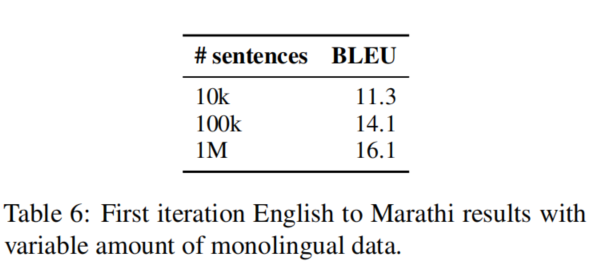 # sentences BLEU
10k 11.3
100k 14.1
1M 16.1
Table 6: First iteration English to Marathi results with
variable amount of monolingual data.